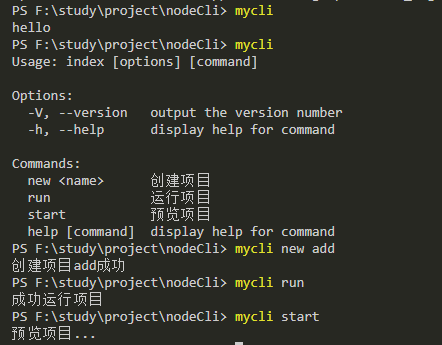 PS F:\study\project\nodeCli> mycli
hello
PS F:\study\project\nodeCli> mycli
Usage: index [options] [command]
Options:
-V, --version output the version number
-h, --help display help for command
Commands:
new <name> 创建项目
run 运行项目
start 预览项目
help [command] display help for command
PS F:\study\project\nodeCli> mycli new add
创建项目add成功
PS F:\study\project\nodeCli> mycli run
成功运行项目
PS F:\study\project\nodeCli> mycli start
预览项目...